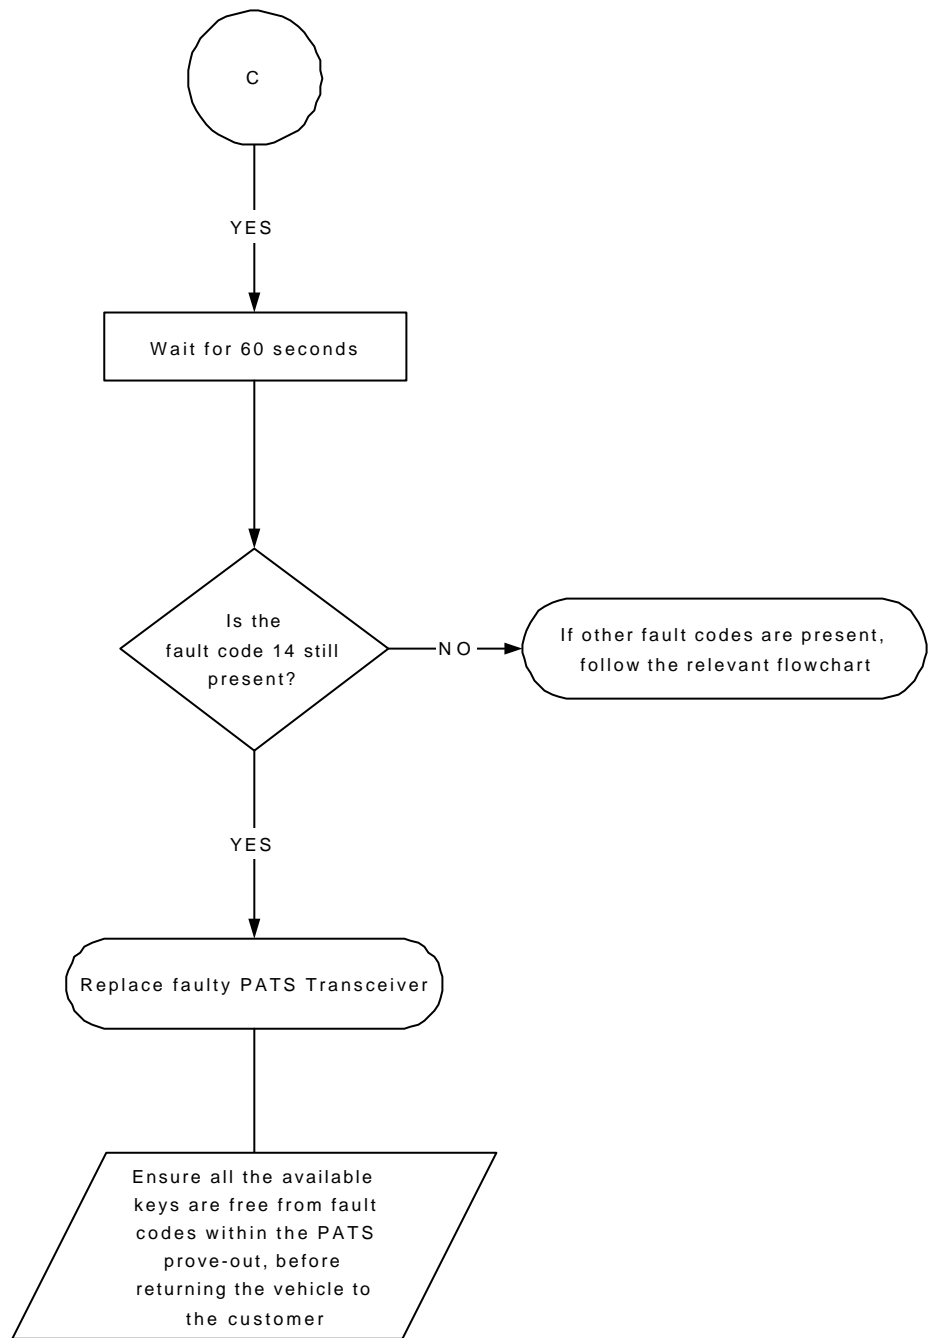 C
YES
Wait for 60 seconds
Is the
fault code 14 still
present?
NO
If other fault codes are present,
follow the relevant flowchart
YES
Replace faulty PATS Transceiver
Ensure all the available
keys are free from fault
codes within the PATS
prove-out, before
returning the vehicle to
the customer